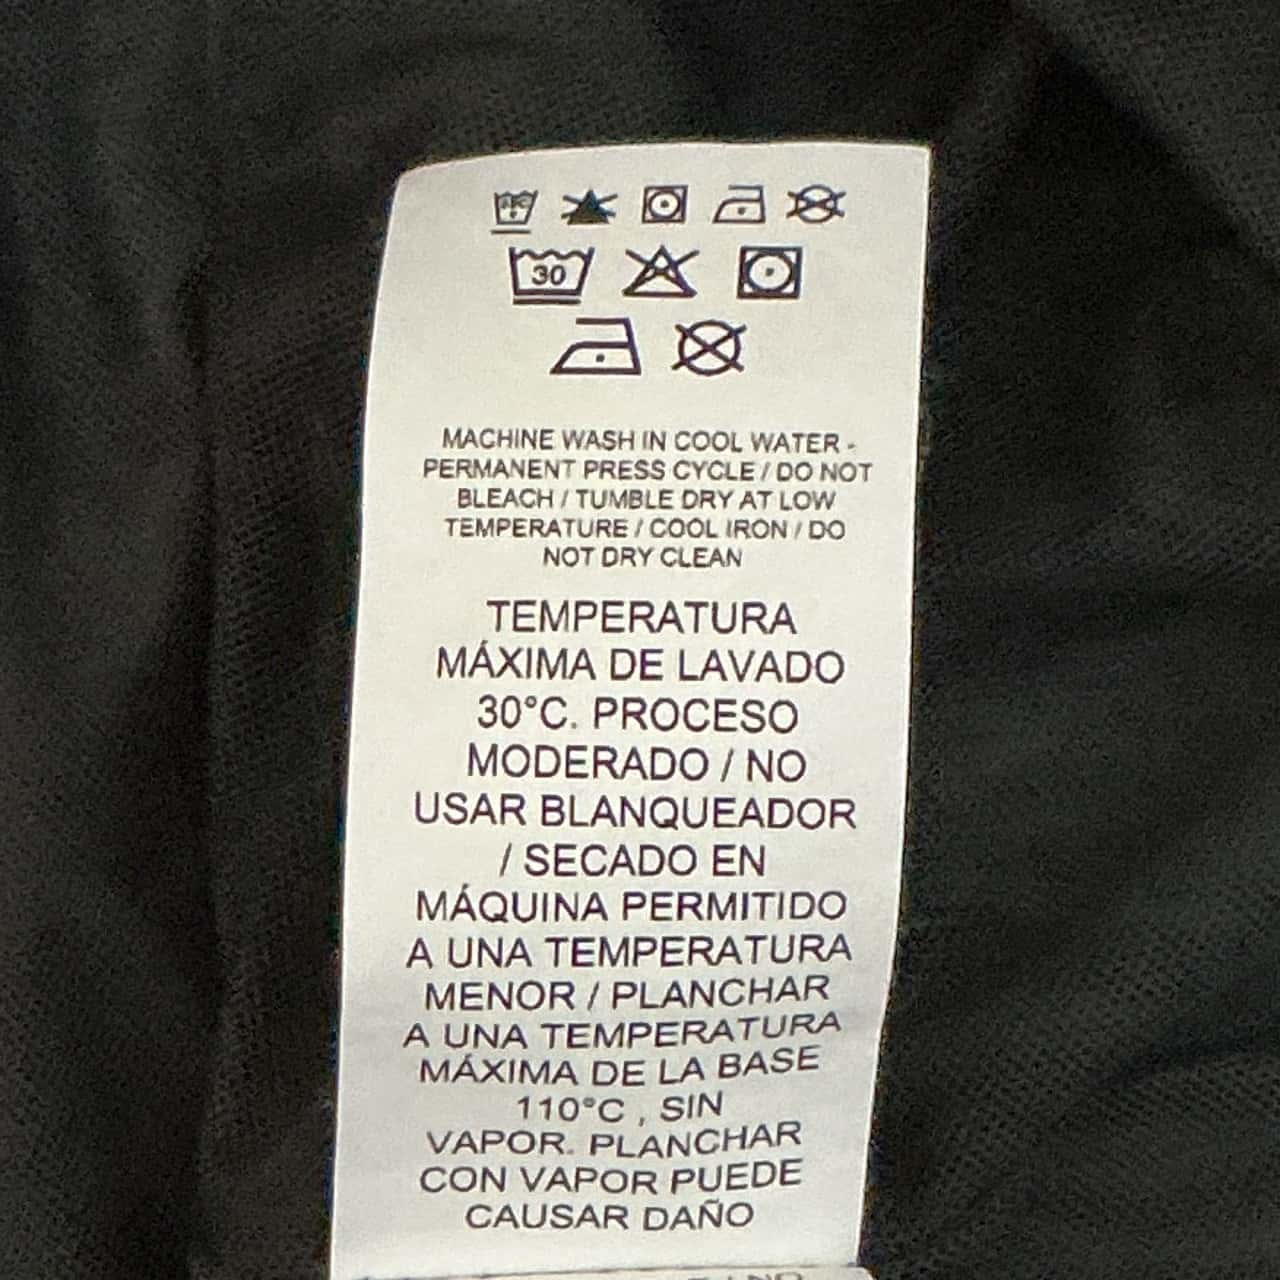 30
MACHINE WASH IN COOL WATER -
PERMANENT PRESS CYCLE / DO NOT
BLEACH / TUMBLE DRY AT LOW
TEMPERATURE / COOL IRON / DO
NOT DRY CLEAN
TEMPERATURA
MÁXIMA DE LAVADO
30°C. PROCESO
MODERADO / NO
USAR BLANQUEADOR
/ SECADO EN
MÁQUINA PERMITIDO
A UNA TEMPERATURA
MENOR / PLANCHAR
A UNA TEMPERATURA
MÁXIMA DE LA BASE
110°C , SIN
VAPOR. PLANCHAR
CON VAPOR PUEDE
CAUSAR DAÑO